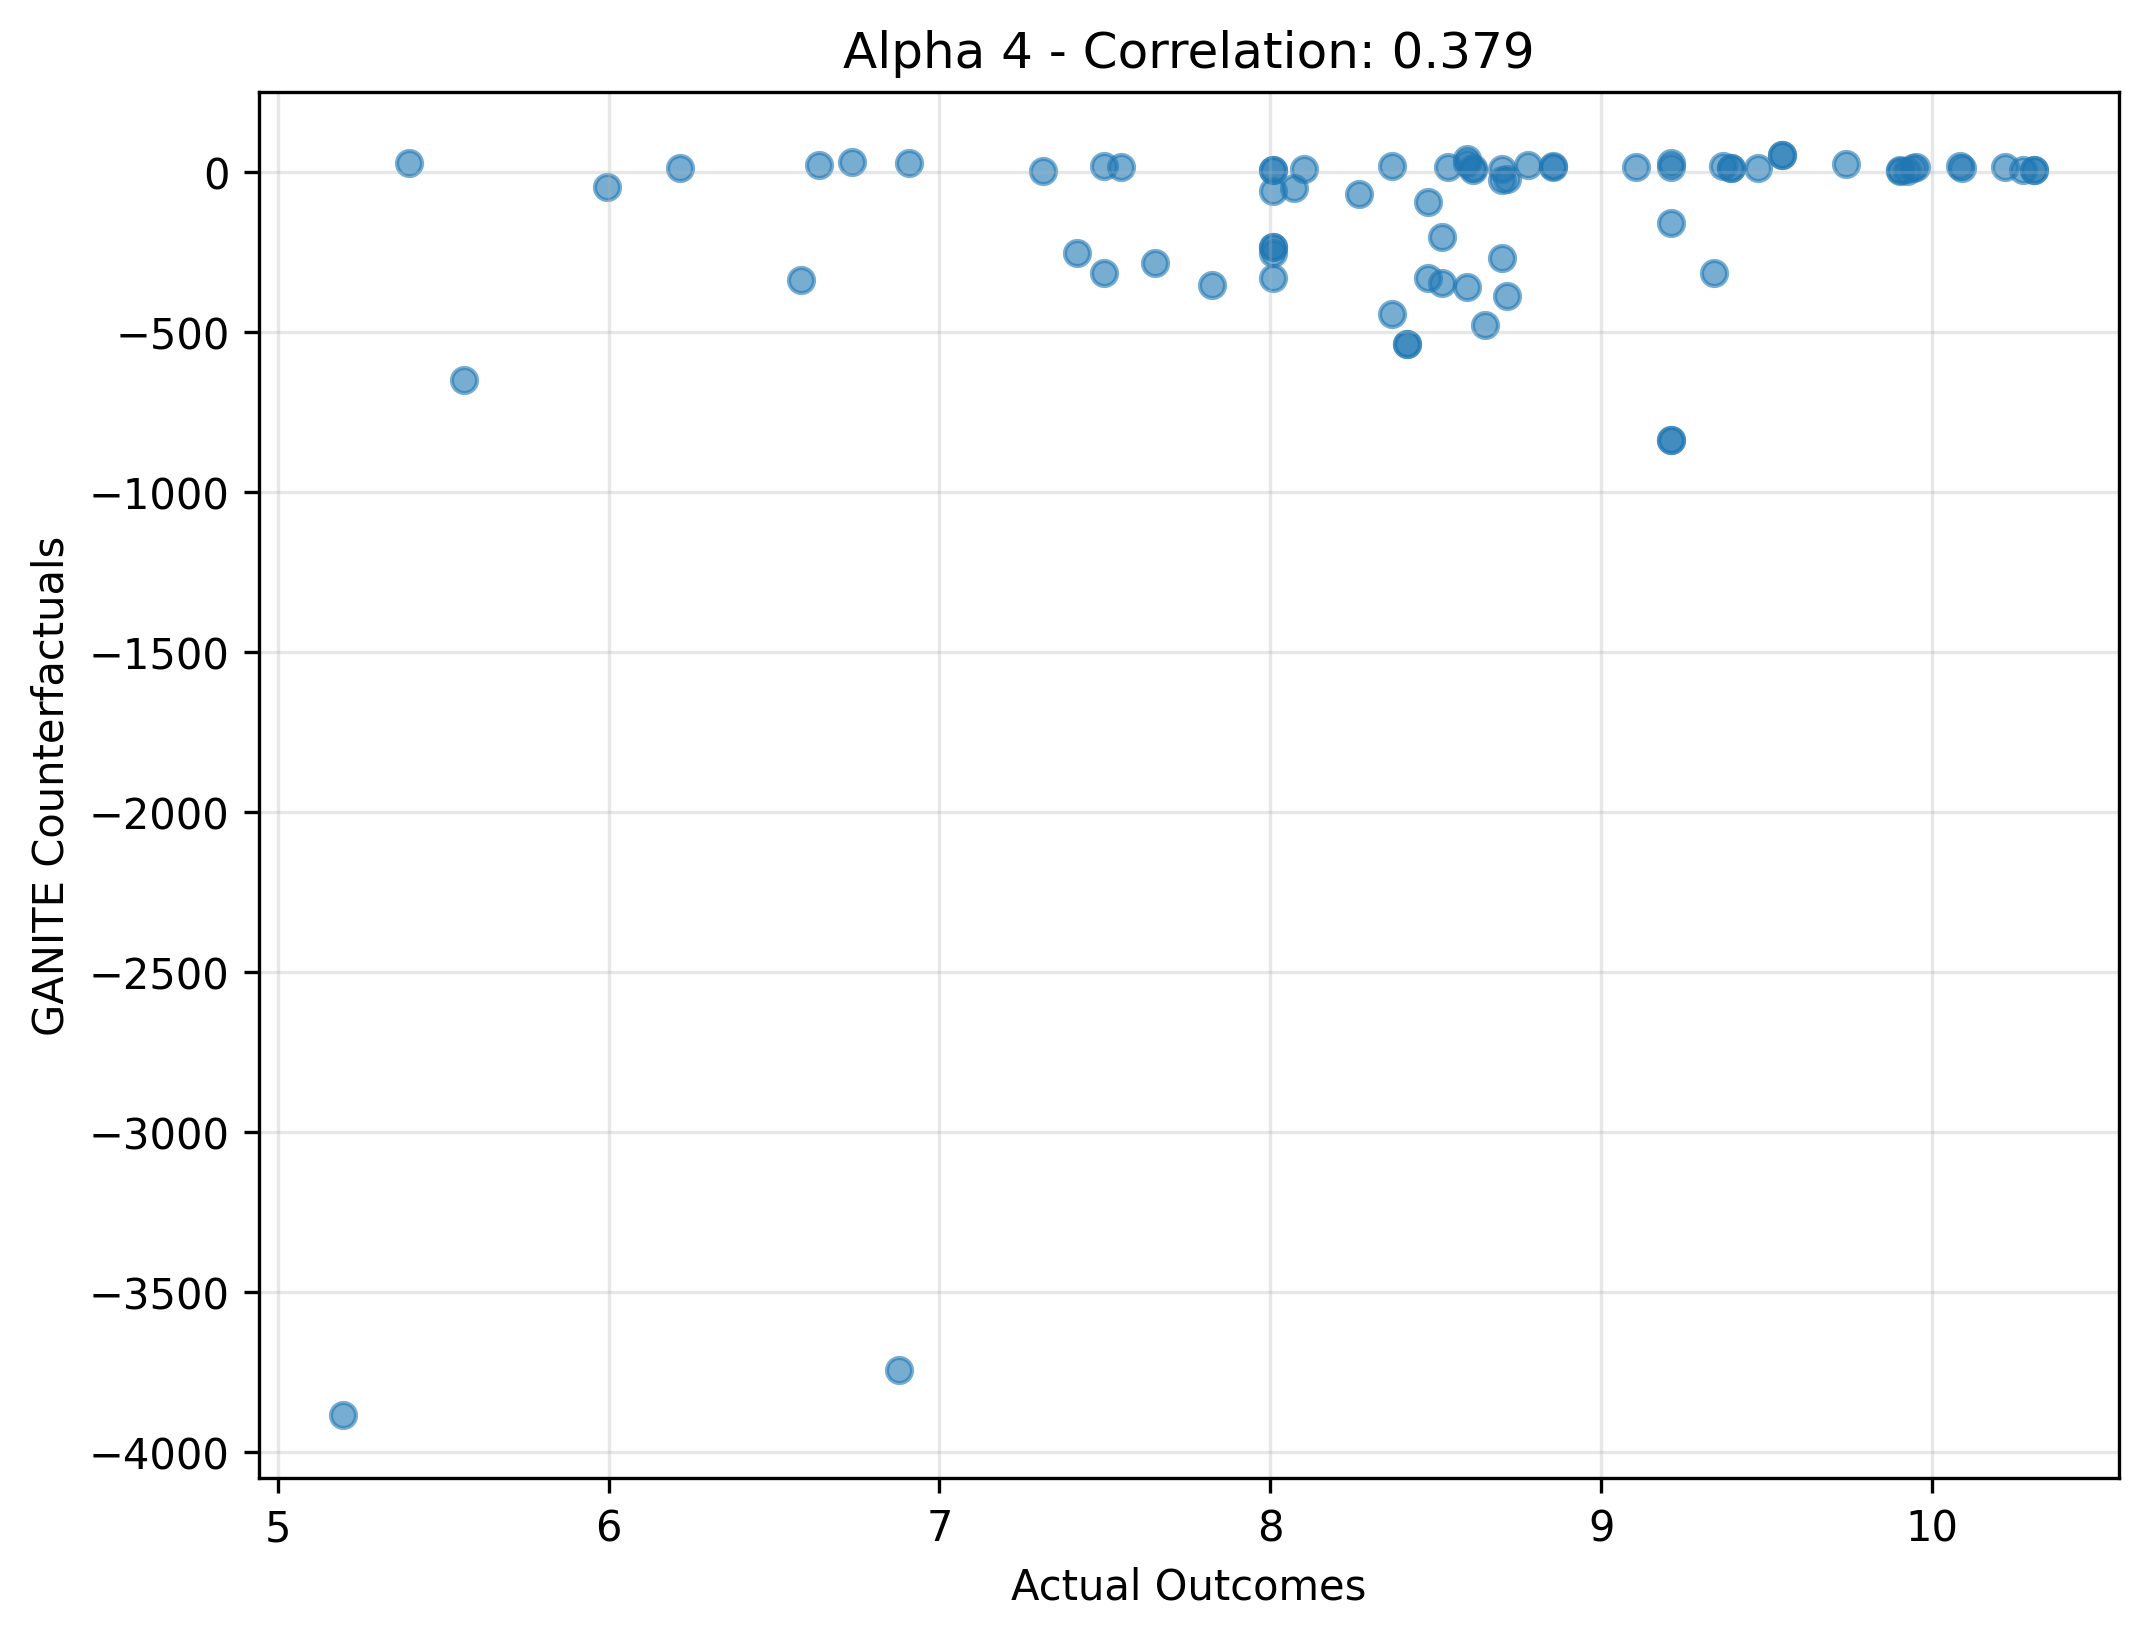 Alpha 4 - Correlation: 0.379
0
−500
−1000
−1500
−2000
−2500
−3000
−3500
−4000
GANITE Counterfactuals
5 6 7 8 9 10
Actual Outcomes